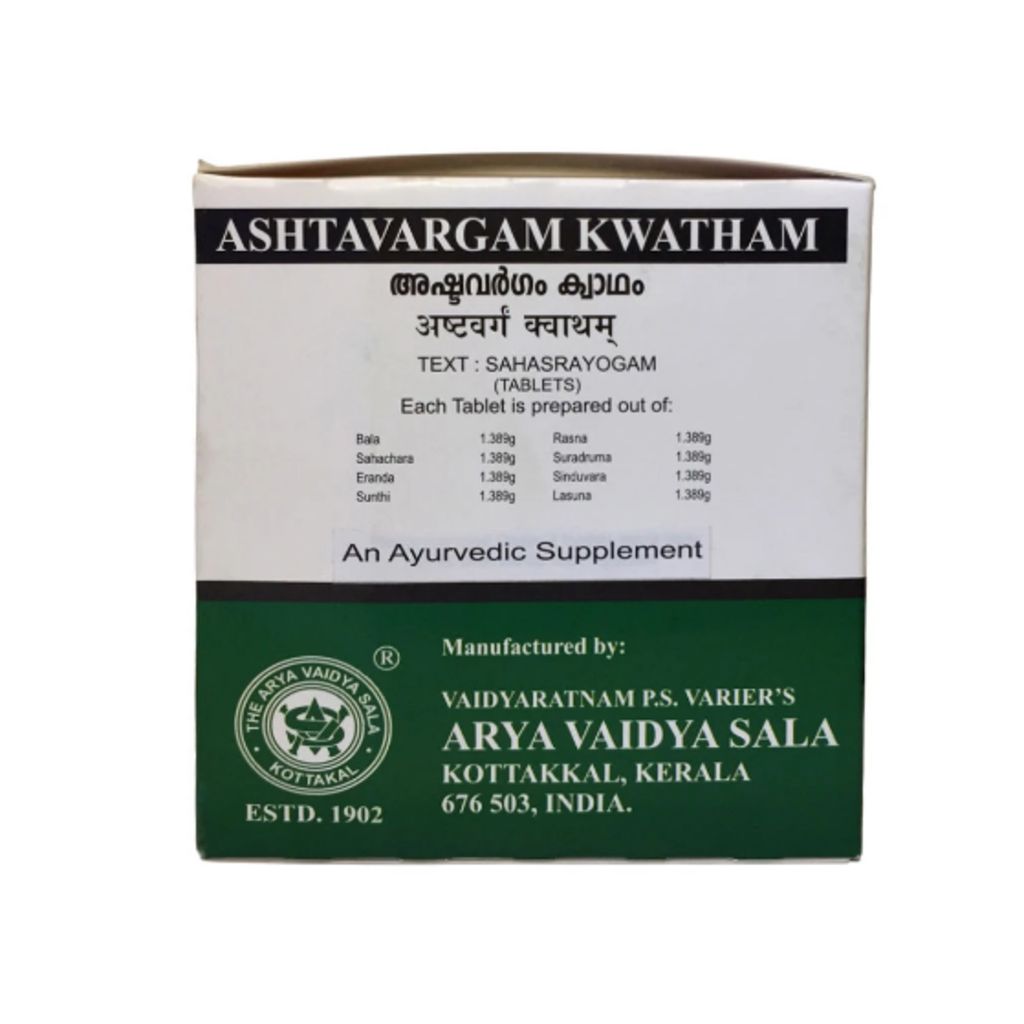 ASHTAVARGAM KWATHAM
അഷ്ടവർഗം ക്വാഥം
अष्टवर्गं क्वाथम्
TEXT : SAHASRAYOGAM
(TABLETS)
Each Tablet is prepared out of:
Bala 1.389g Rasna 1.389g
Sahachara 1.389g Suradruma 1.389g
Eranda 1.389g Sinduvara 1.389g
Sunthi 1.389g Lasuna 1.389g
An Ayurvedic Supplement
THE ARYA VAIDYA SALA
KOTTAKAL
®
ESTD. 1902
Manufactured by:
VAIDYARATNAM P.S. VARIER'S
ARYA VAIDYA SALA
KOTTAKKAL, KERALA
676 503, INDIA.